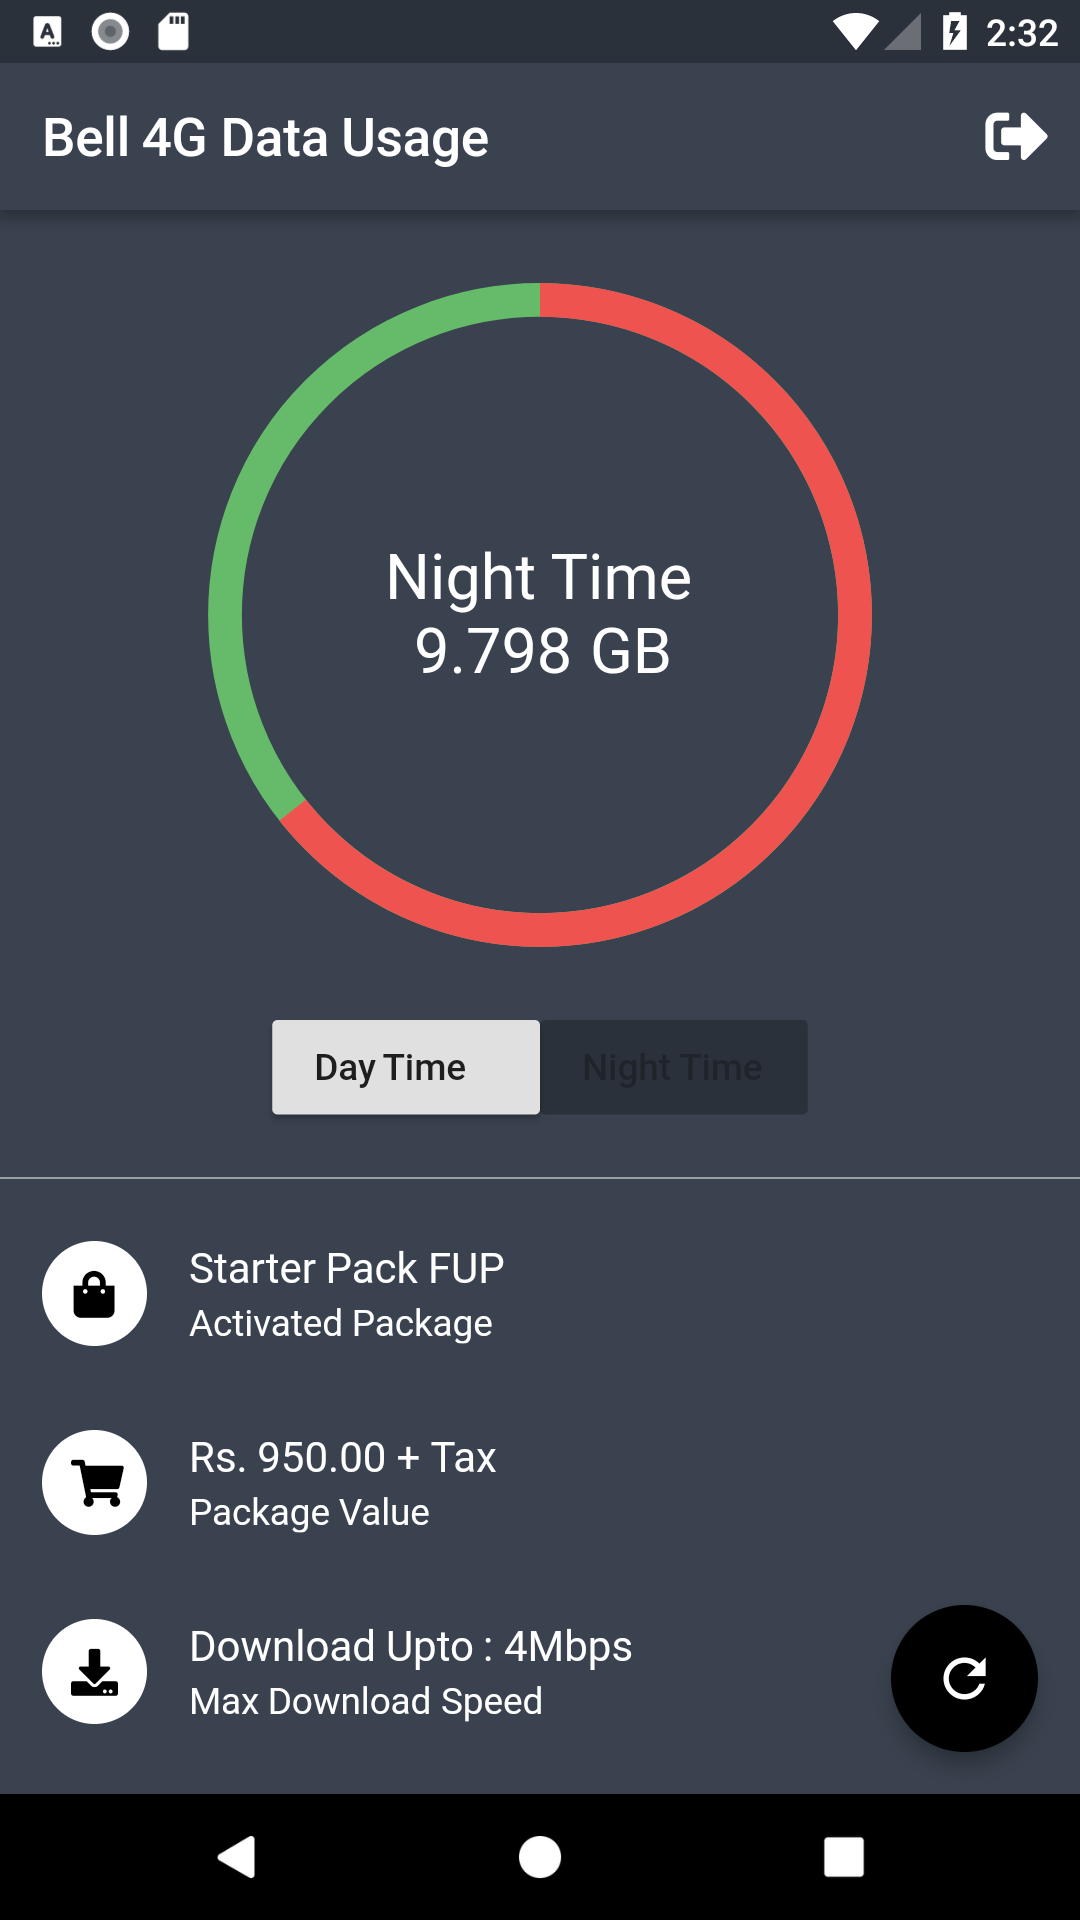 2:32
Bell 4G Data Usage
Night Time
9.798 GB
Day Time
Night Time
Starter Pack FUP
Activated Package
Rs. 950.00 + Tax
Package Value
Download Upto : 4Mbps
Max Download Speed